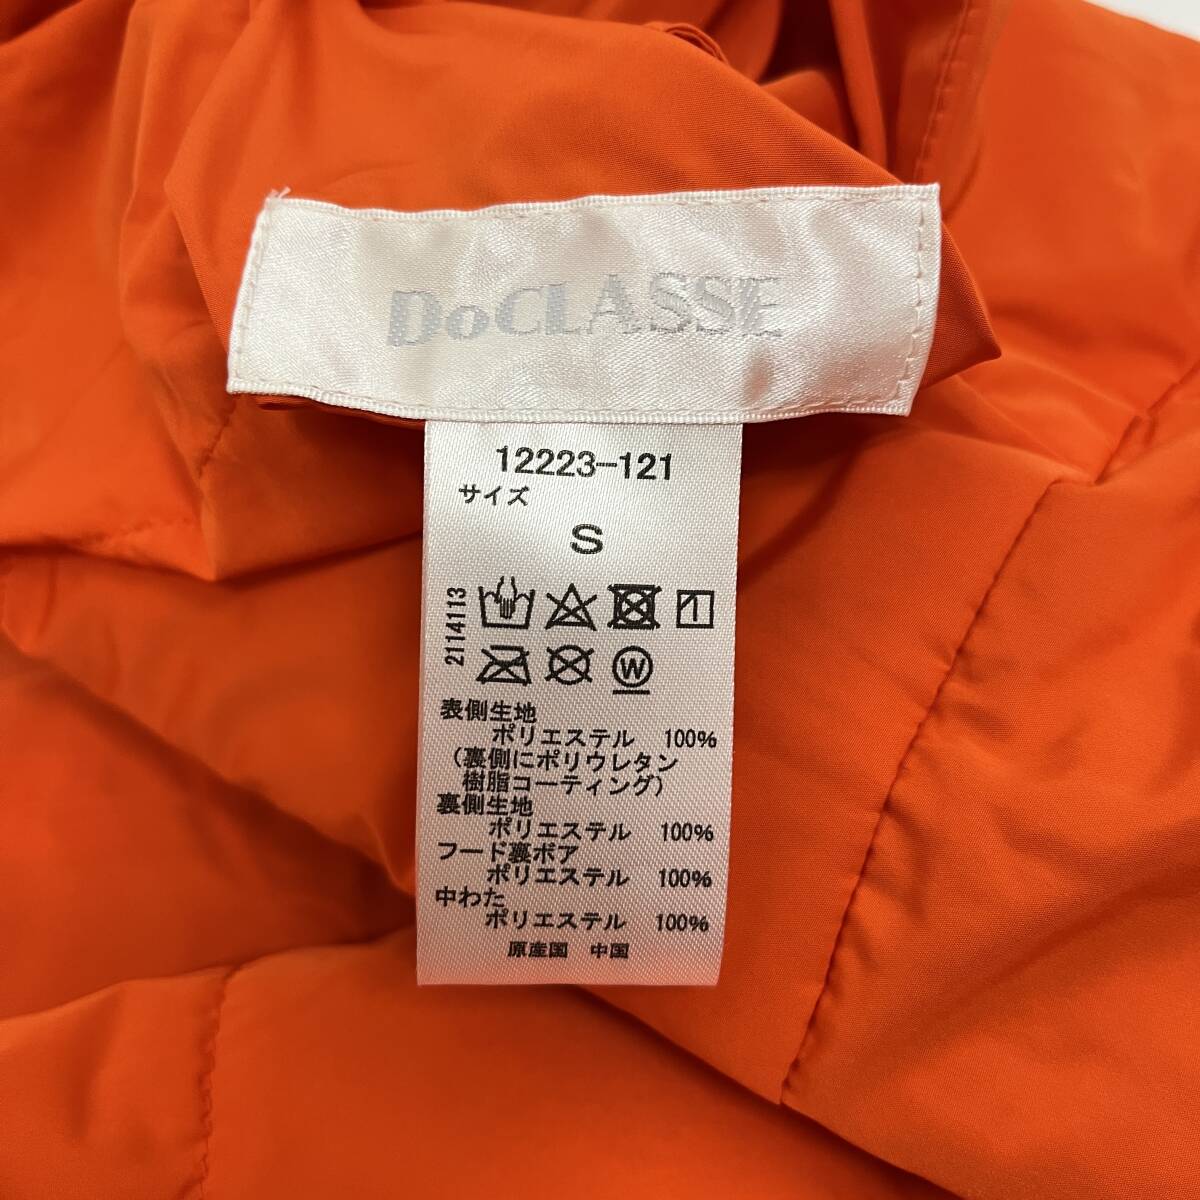 DoCLASSE
12223-121
サイズ
S
2114113
W
表側生地
ポリエステル 100%
(裏側にポリウレタン
樹脂コーティング)
裏側生地
ポリエステル 100%
フード裏ボア
ポリエステル 100%
中わた
ポリエステル 100%
原産国 中国